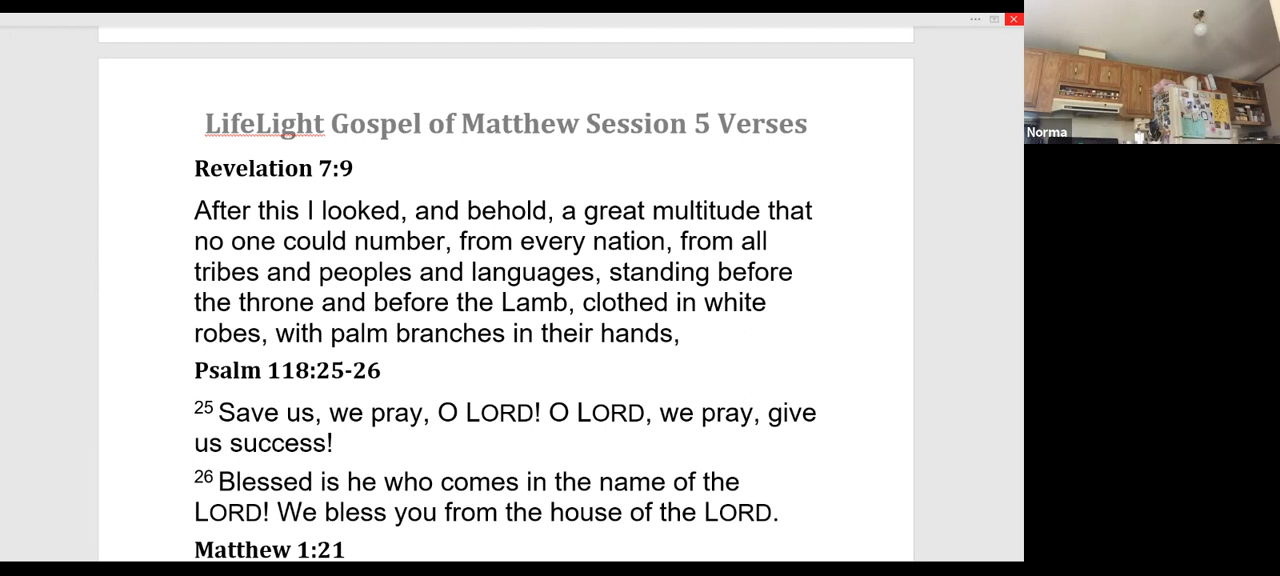 LifeLight Gospel of Matthew Session 5 Verses
Revelation 7:9
After this I looked, and behold, a great multitude that
no one could number, from every nation, from all
tribes and peoples and languages, standing before
the throne and before the Lamb, clothed in white
robes, with palm branches in their hands,
Psalm 118:25-26
25 Save us, we pray, O LORD! O LORD, we pray, give
us success!
26 Blessed is he who comes in the name of the
LORD! We bless you from the house of the LORD.
Matthew 1:21
Norma